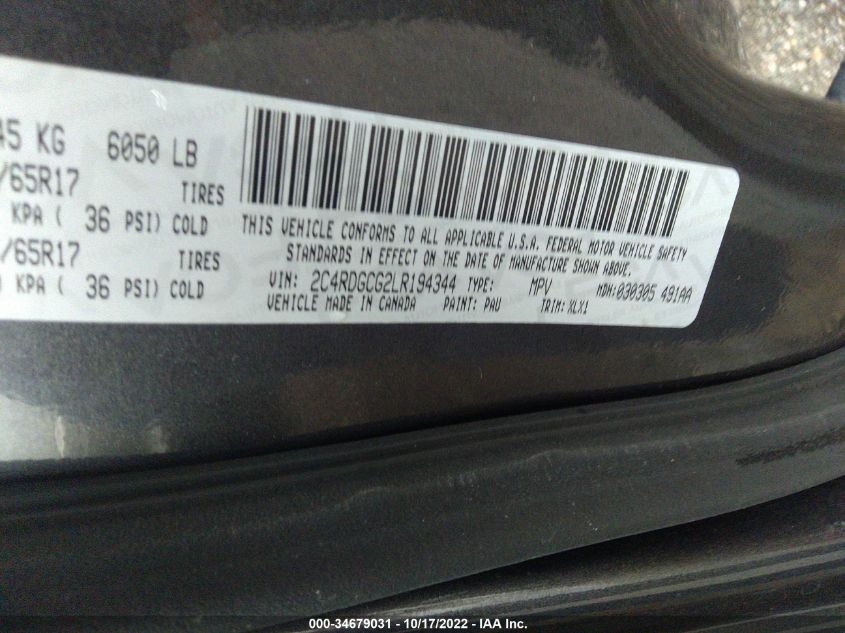 45 KG 6050 LB
/65R17 TIRES
KPA ( 36 PSI) COLD
/65R17 TIRES
KPA ( 36 PSI) COLD
THIS VEHICLE CONFORMS TO ALL APPLICABLE U.S.A. FEDERAL MOTOR VEHICLE SAFETY
STANDARDS IN EFFECT ON THE DATE OF MANUFACTURE SHOWN ABOVE.
VIN: 2C4RDGCG2LR194344 TYPE: MPV MDH:030305 491AA
VEHICLE MADE IN CANADA PAINT: PAU TRIM: XLX1
000-34679031 - 10/17/2022 - IAA Inc.